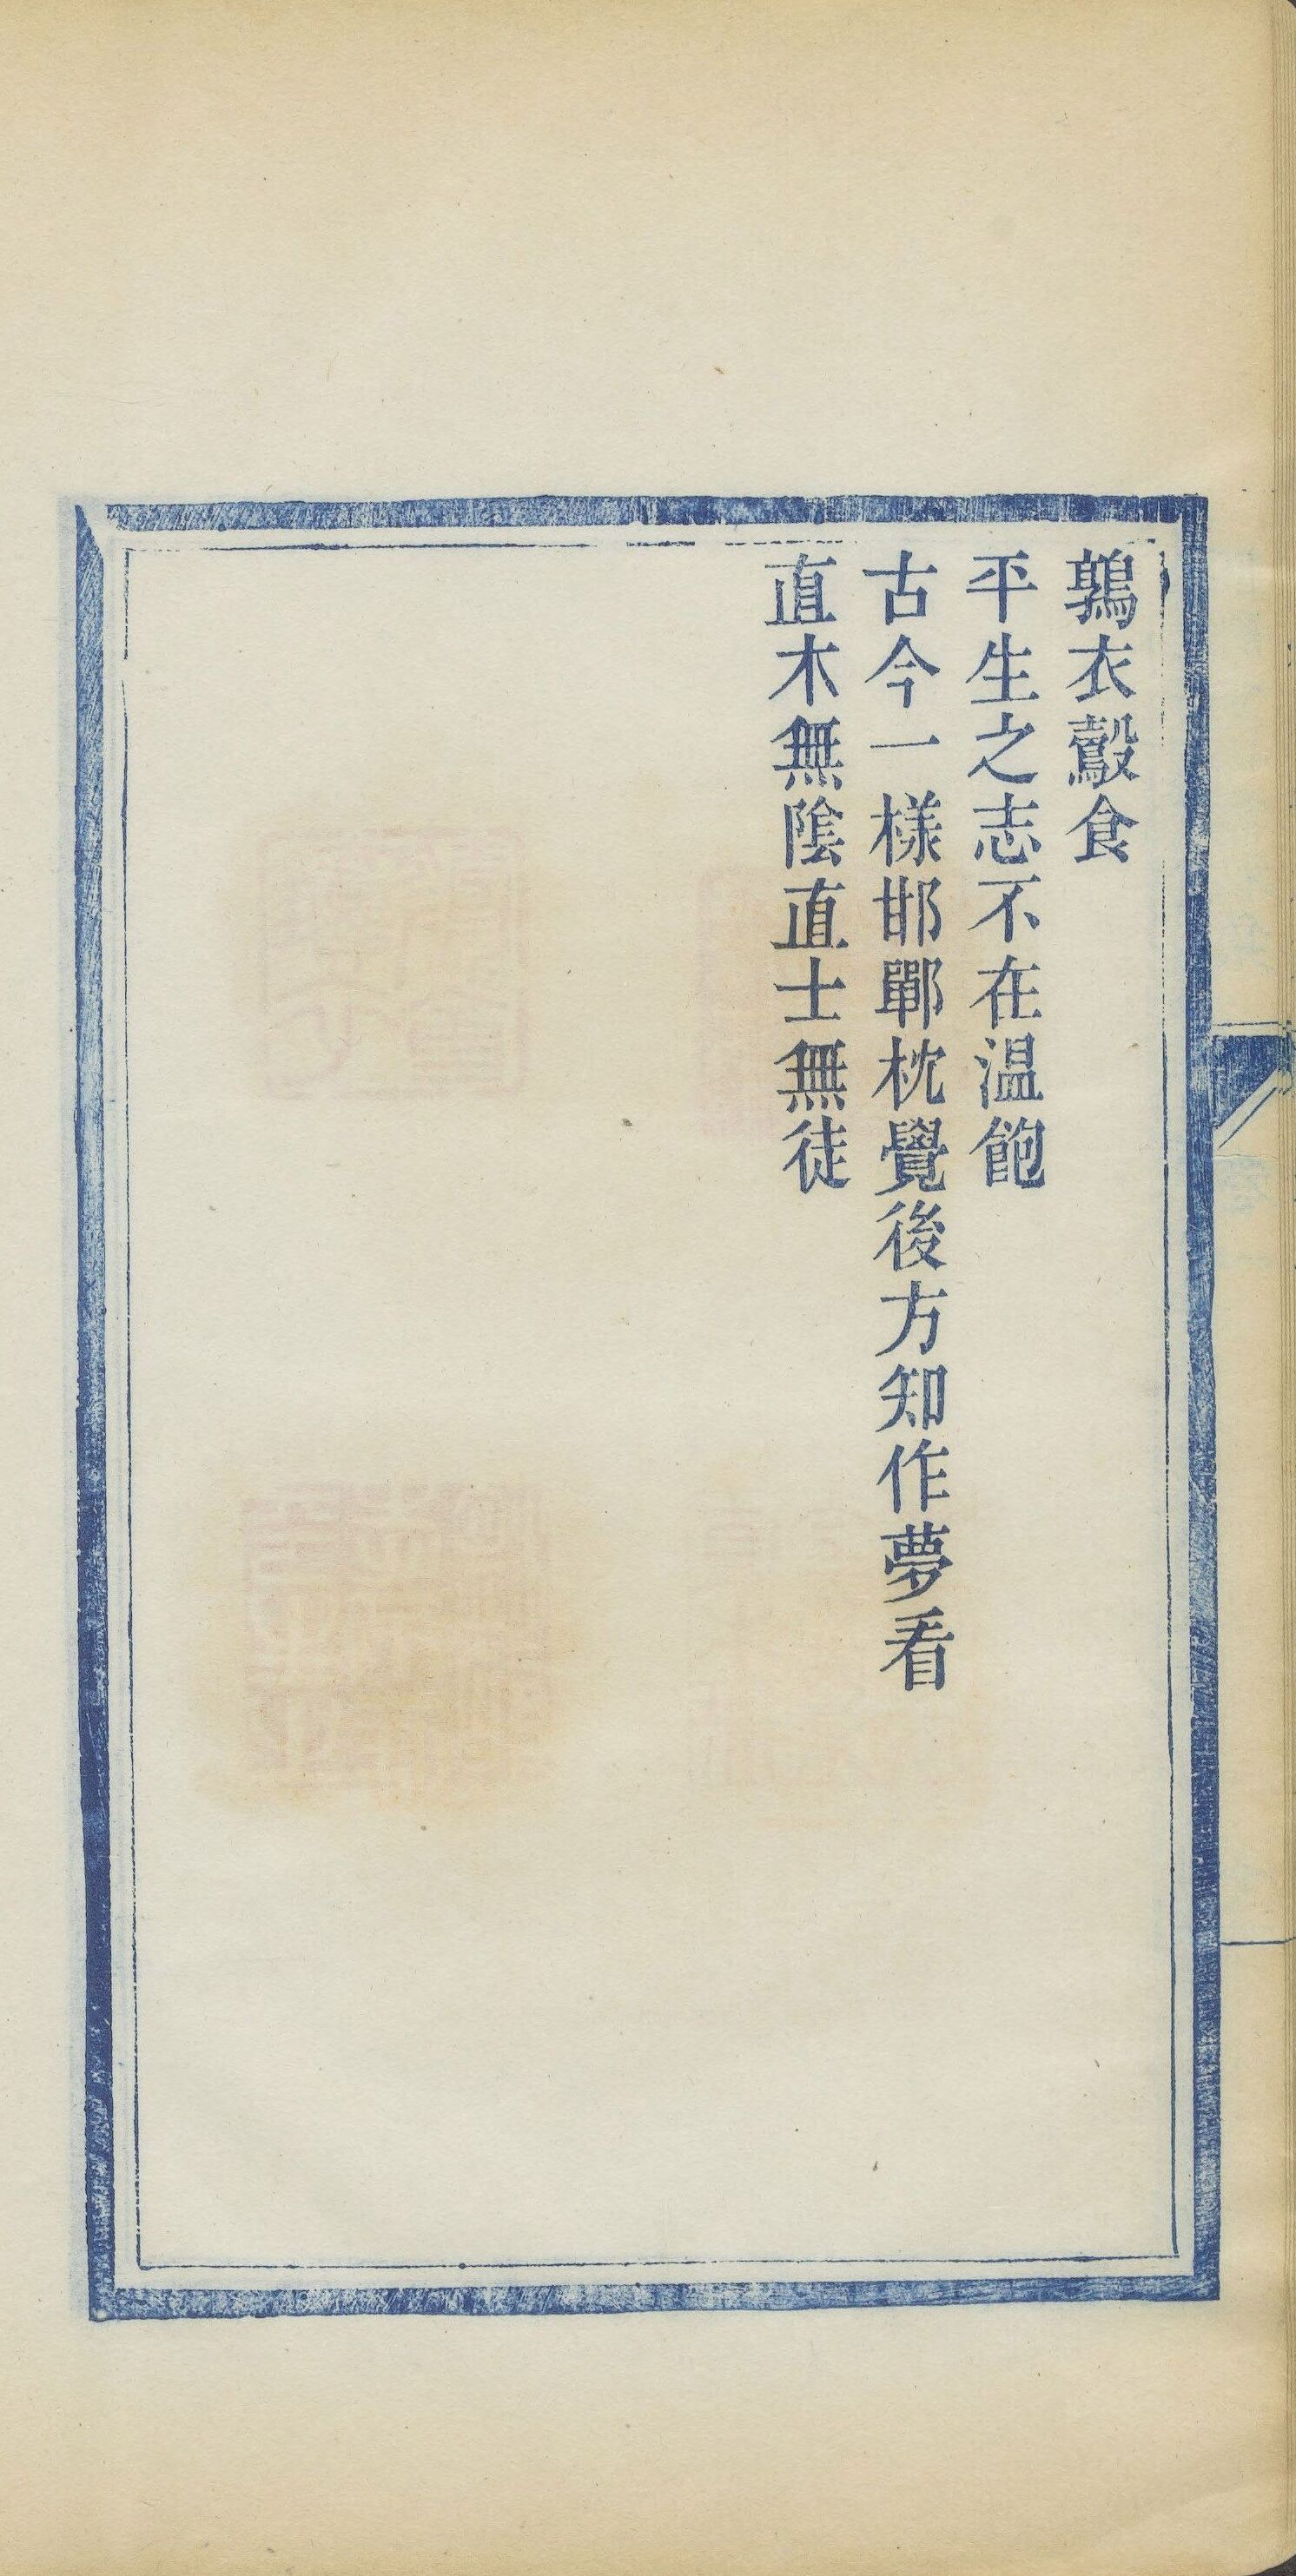 鶉衣鷇食
平生之志不在温飽
古今一樣邯鄲枕覺後方知作夢看
直木無陰直士無徒